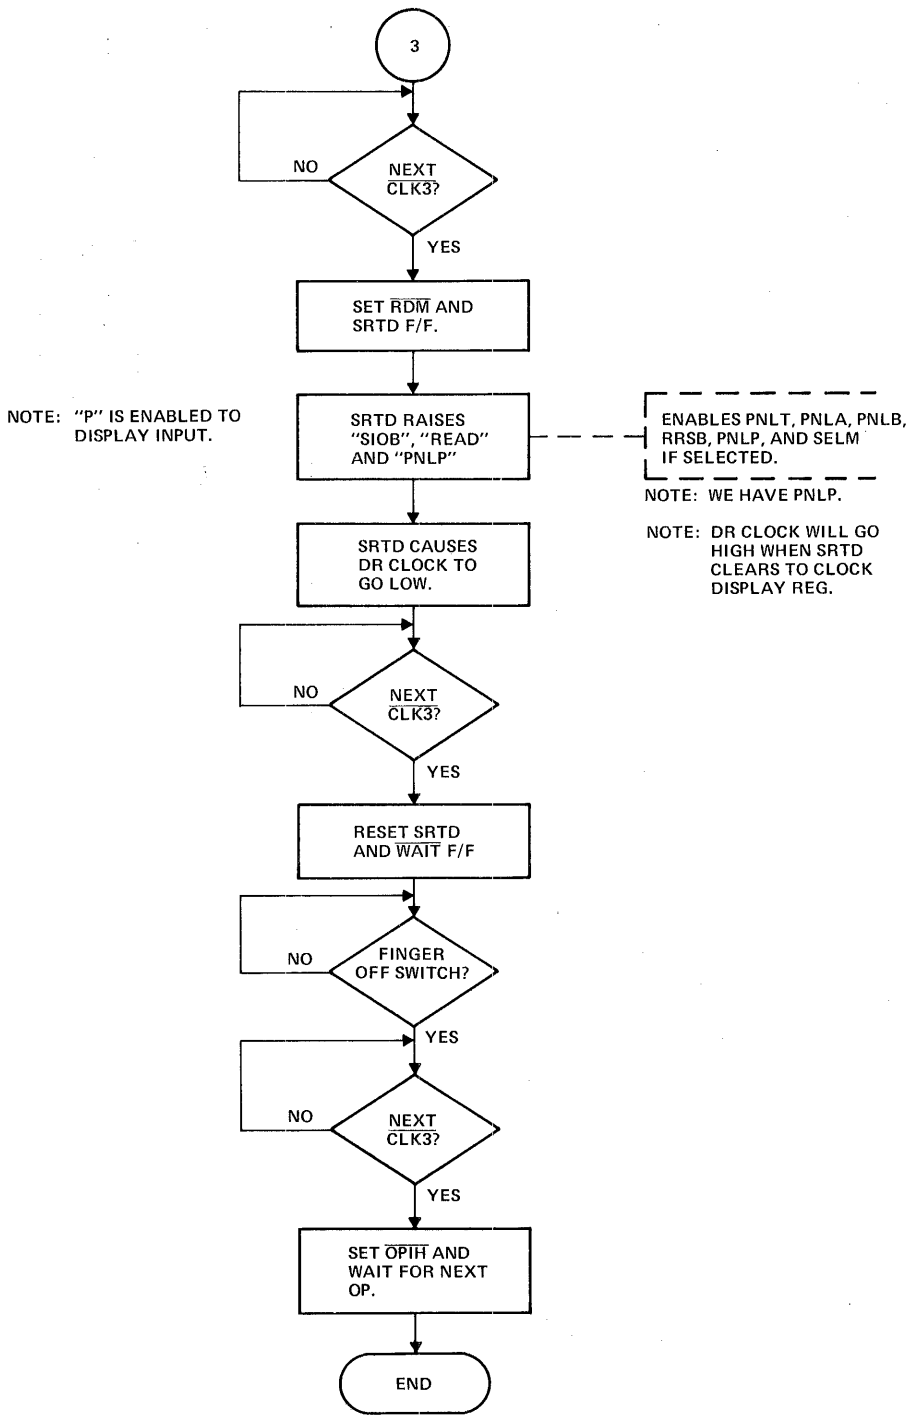 3
NO
NEXT
CLK3?
YES
SET RDM AND
SRTD F/F.
NOTE: "P" IS ENABLED TO
DISPLAY INPUT.
SRTD RAISES
"SIOB", "READ"
AND "PNLP"
ENABLES PNLT, PNLA, PNLB,
RRSB, PNLP, AND SELM
IF SELECTED.
NOTE: WE HAVE PNLP.
NOTE: DR CLOCK WILL GO
HIGH WHEN SRTD
CLEARS TO CLOCK
DISPLAY REG.
SRTD CAUSES
DR CLOCK TO
GO LOW.
NO
NEXT
CLK3?
YES
RESET SRTD
AND WAIT F/F
NO
FINGER
OFF SWITCH?
YES
NO
NEXT
CLK3?
YES
SET OPIH AND
WAIT FOR NEXT
OP.
END